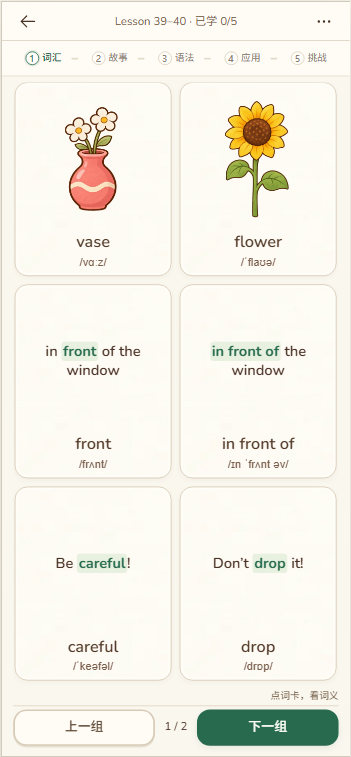 Lesson 39–40 · 已学 0/5
1 词汇 – 2 故事 – 3 语法 – 4 应用 – 5 挑战
vase
/vɑːz/
flower
/ˈflaʊə/
in front of the
window
front
/frʌnt/
in front of the
window
in front of
/ɪn ˈfrʌnt əv/
Be careful!
careful
/ˈkeəfəl/
Don’t drop it!
drop
/drɒp/
点词卡，看词义
上一组 1 / 2 下一组